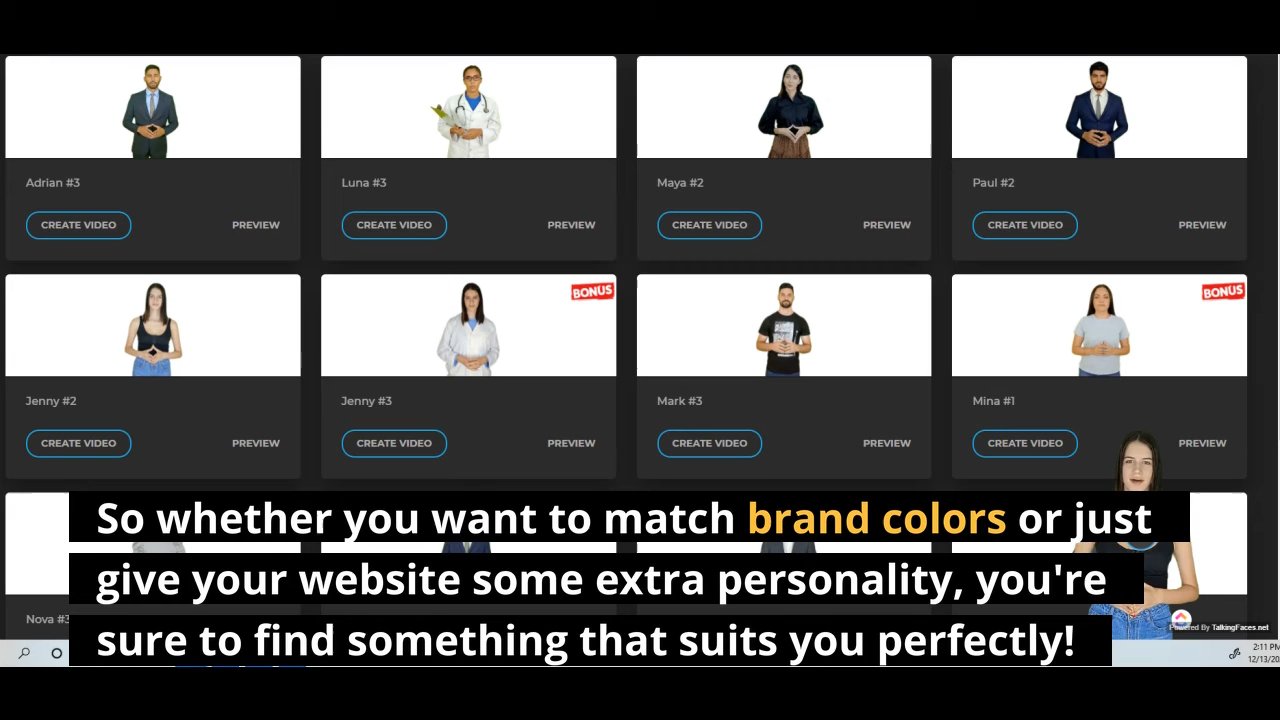 Adrian #3
Luna #3
Maya #2
Paul #2
CREATE VIDEO PREVIEW
CREATE VIDEO PREVIEW
CREATE VIDEO PREVIEW
CREATE VIDEO PREVIEW
BONUS
BONUS
Jenny #2
Jenny #3
Mark #3
Mina #1
CREATE VIDEO PREVIEW
CREATE VIDEO PREVIEW
CREATE VIDEO PREVIEW
CREATE VIDEO PREVIEW
So whether you want to match brand colors or just
give your website some extra personality, you're
sure to find something that suits you perfectly!
Nova #3
Powered By TalkingFaces.net
2:11 PM